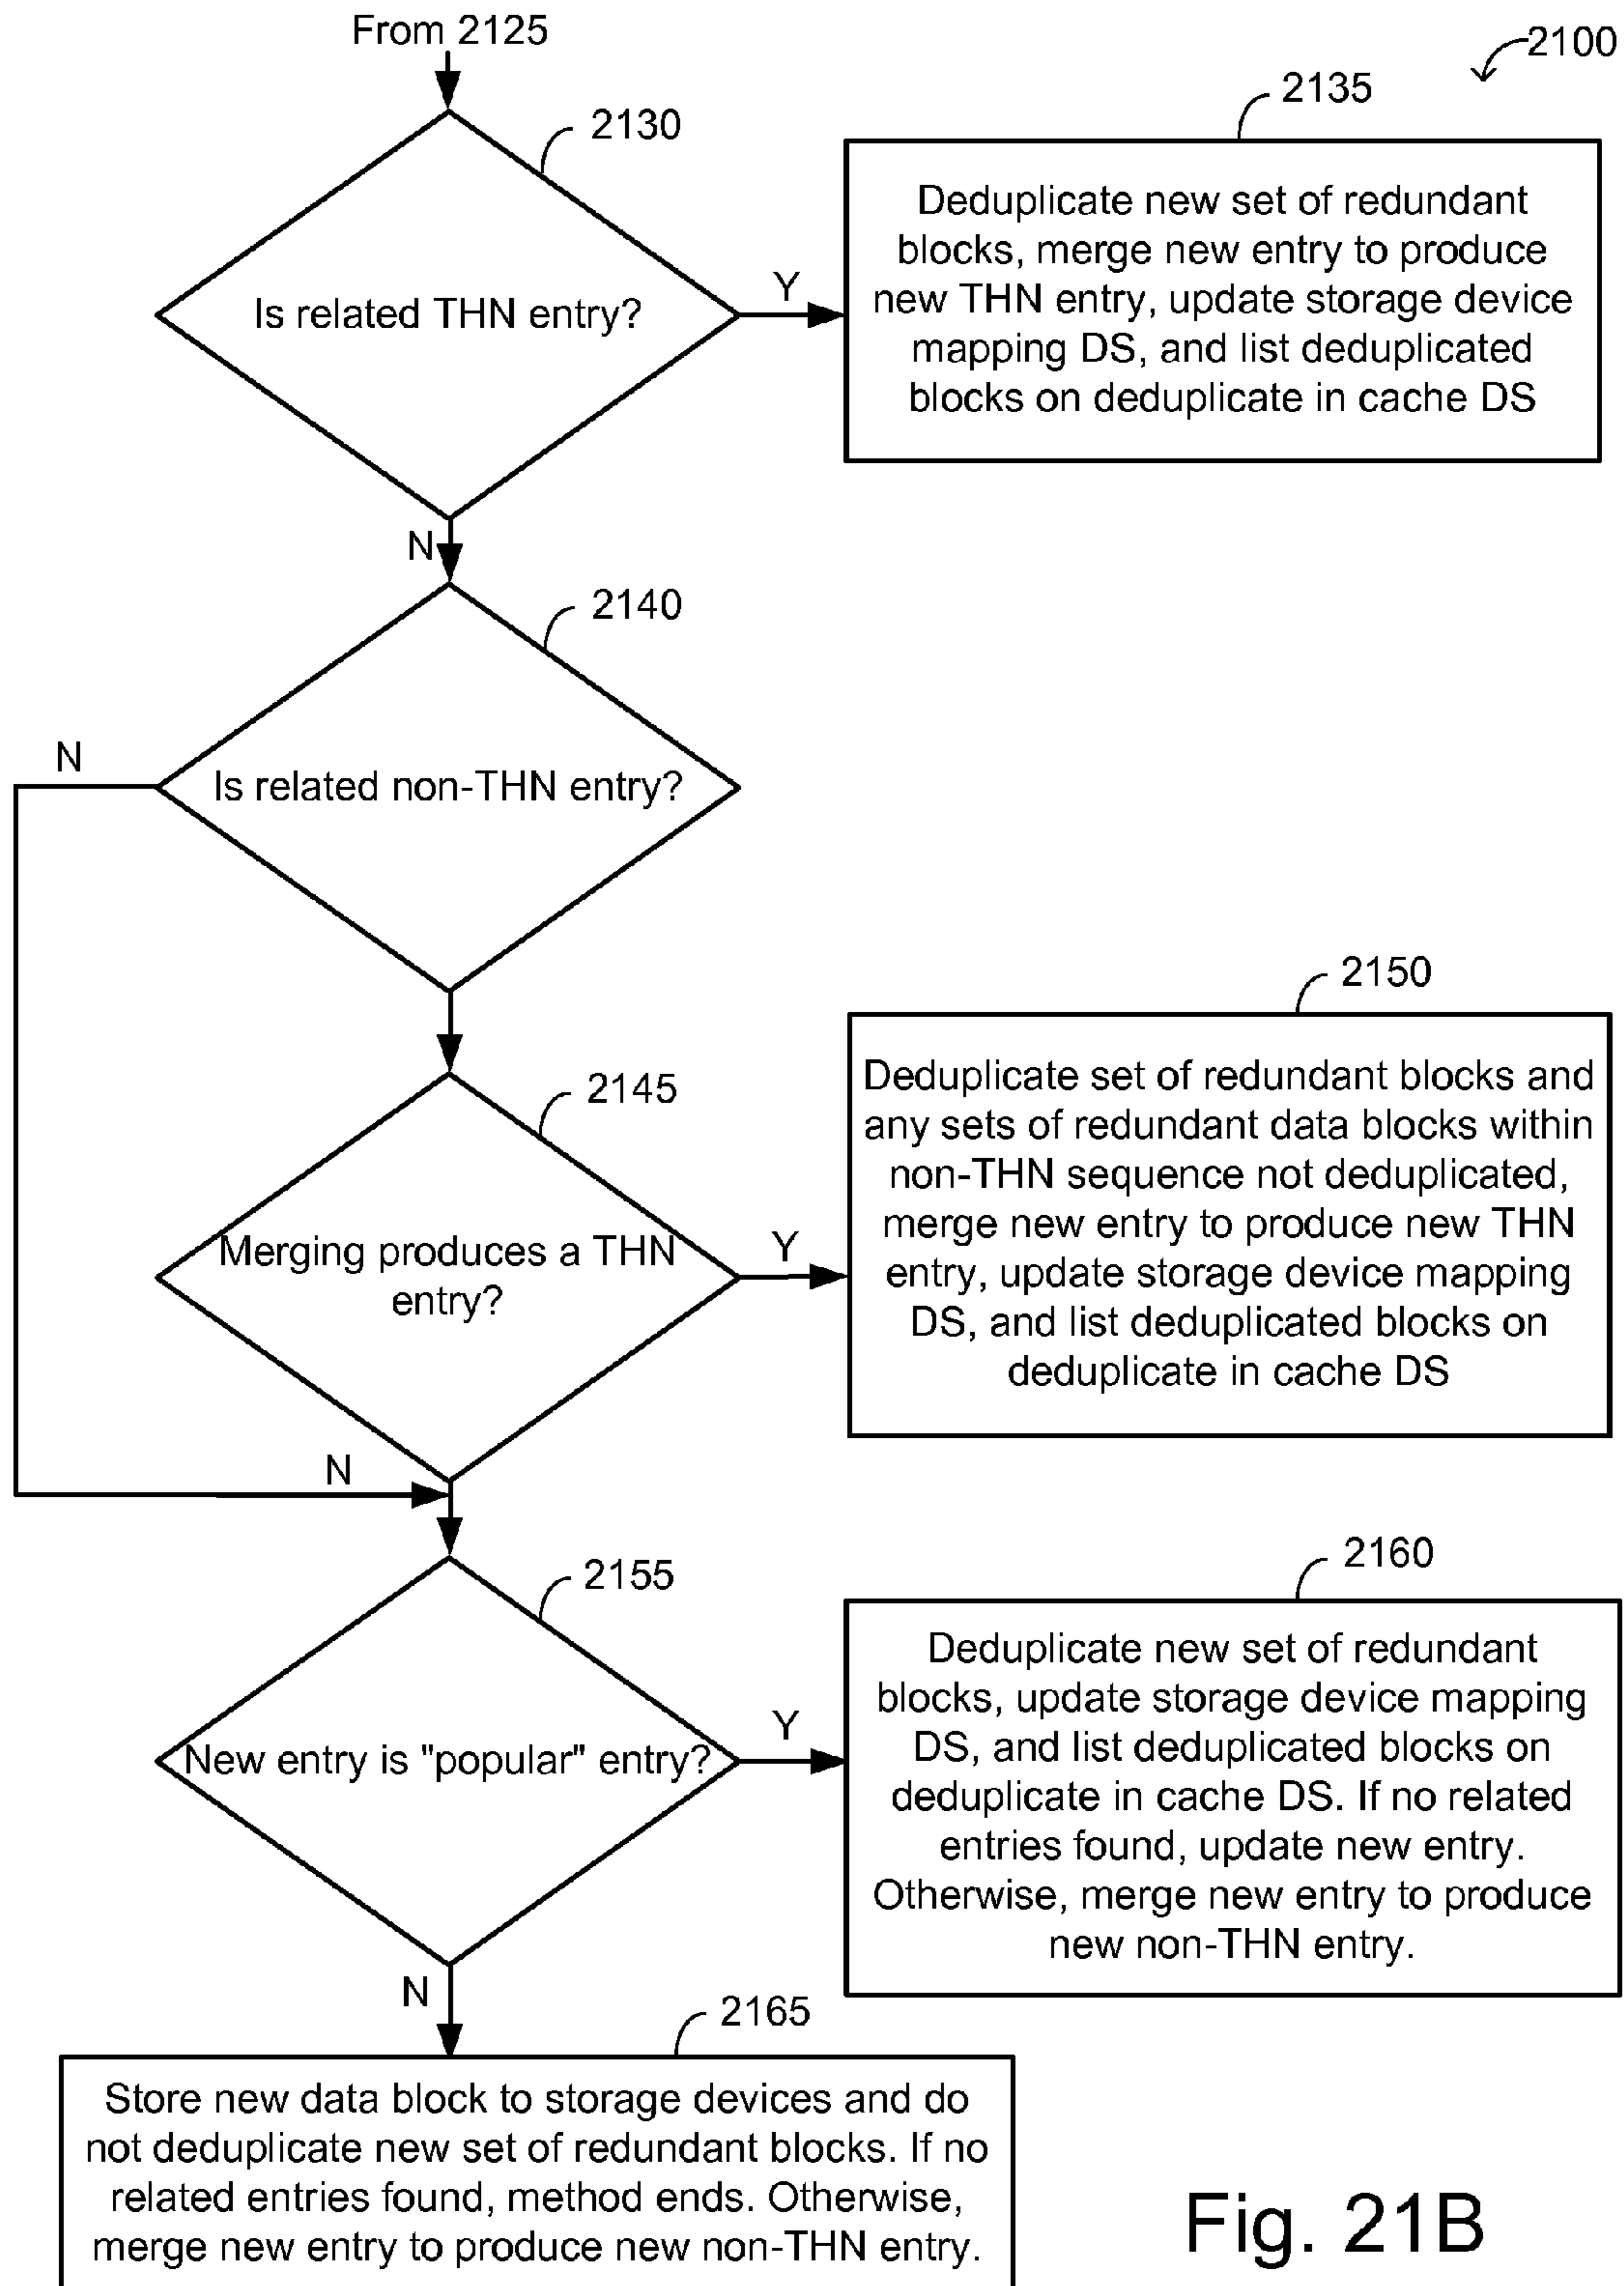 From 2125
2100
2130
2135
Is related THN entry?
Y
Deduplicate new set of redundant
blocks, merge new entry to produce
new THN entry, update storage device
mapping DS, and list deduplicated
blocks on deduplicate in cache DS
N
2140
N
Is related non-THN entry?
2145
2150
Merging produces a THN
entry?
Y
Deduplicate set of redundant blocks and
any sets of redundant data blocks within
non-THN sequence not deduplicated,
merge new entry to produce new THN
entry, update storage device mapping
DS, and list deduplicated blocks on
deduplicate in cache DS
N
2155
2160
New entry is "popular" entry?
Y
Deduplicate new set of redundant
blocks, update storage device mapping
DS, and list deduplicated blocks on
deduplicate in cache DS. If no related
entries found, update new entry.
Otherwise, merge new entry to produce
new non-THN entry.
N
2165
Store new data block to storage devices and do
not deduplicate new set of redundant blocks. If no
related entries found, method ends. Otherwise,
merge new entry to produce new non-THN entry.
Fig. 21B